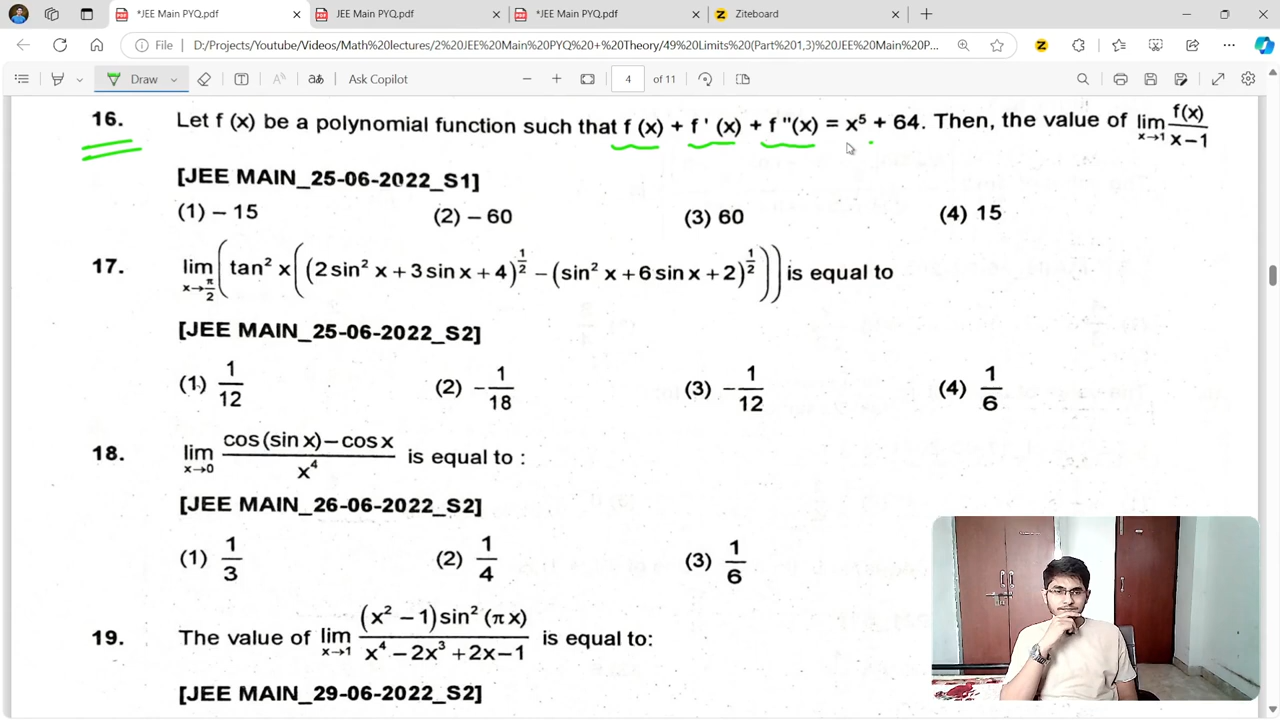 *JEE Main PYQ.pdf
JEE Main PYQ.pdf
*JEE Main PYQ.pdf
Ziteboard
File D:/Projects/Youtube/Videos/Math%20lectures/2%20JEE%20Main%20PYQ%20+%20Theory/49%20Limits%20(Part%201,3)%20JEE%20Main%20P...
Draw
Ask Copilot
4 of 11
16. Let f (x) be a polynomial function such that f (x) + f ' (x) + f "(x) = x⁵ + 64. Then, the value of lim x→1 f(x)/x−1
[JEE MAIN_25-06-2022_S1]
(1) – 15 (2) – 60 (3) 60 (4) 15
17. lim x→π/2 (tan² x((2 sin² x + 3 sin x + 4)^1/2 − (sin² x + 6 sin x + 2)^1/2)) is equal to
[JEE MAIN_25-06-2022_S2]
(1) 1/12 (2) −1/18 (3) −1/12 (4) 1/6
18. lim x→0 cos (sin x) − cos x / x⁴ is equal to :
[JEE MAIN_26-06-2022_S2]
(1) 1/3 (2) 1/4 (3) 1/6
19. The value of lim x→1 (x² − 1) sin² (π x) / x⁴ − 2x³ + 2x − 1 is equal to:
[JEE MAIN_29-06-2022_S2]